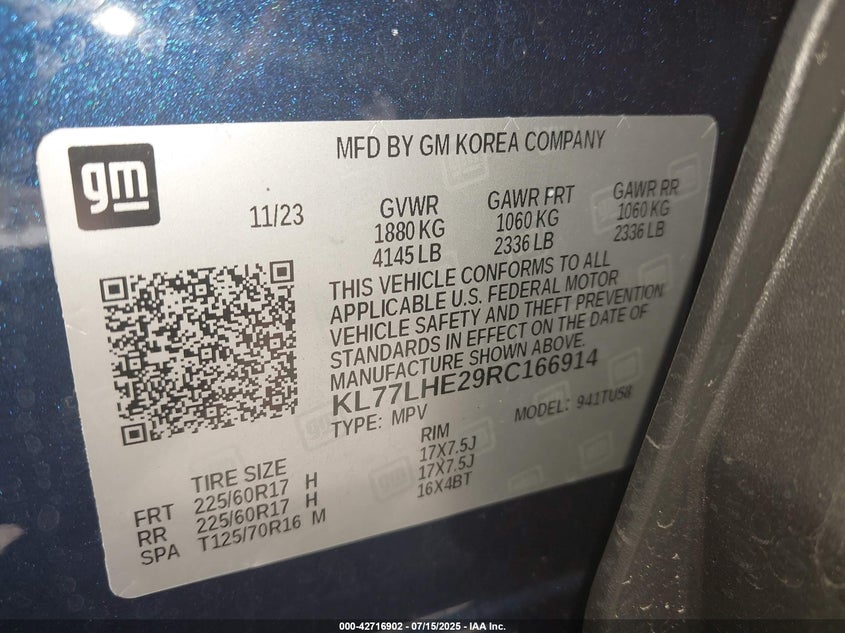 gm
MFD BY GM KOREA COMPANY
11/23
GVWR
1880 KG
4145 LB
GAWR FRT
1060 KG
2336 LB
GAWR RR
1060 KG
2336 LB
THIS VEHICLE CONFORMS TO ALL
APPLICABLE U.S. FEDERAL MOTOR
VEHICLE SAFETY AND THEFT PREVENTION
STANDARDS IN EFFECT ON THE DATE OF
MANUFACTURE SHOWN ABOVE.
KL77LHE29RC166914
TYPE: MPV MODEL: 941TU58
TIRE SIZE RIM
FRT 225/60R17 H 17X7.5J
RR 225/60R17 H 17X7.5J
SPA T125/70R16 M 16X4BT
000-42716902 - 07/15/2025 - IAA Inc.